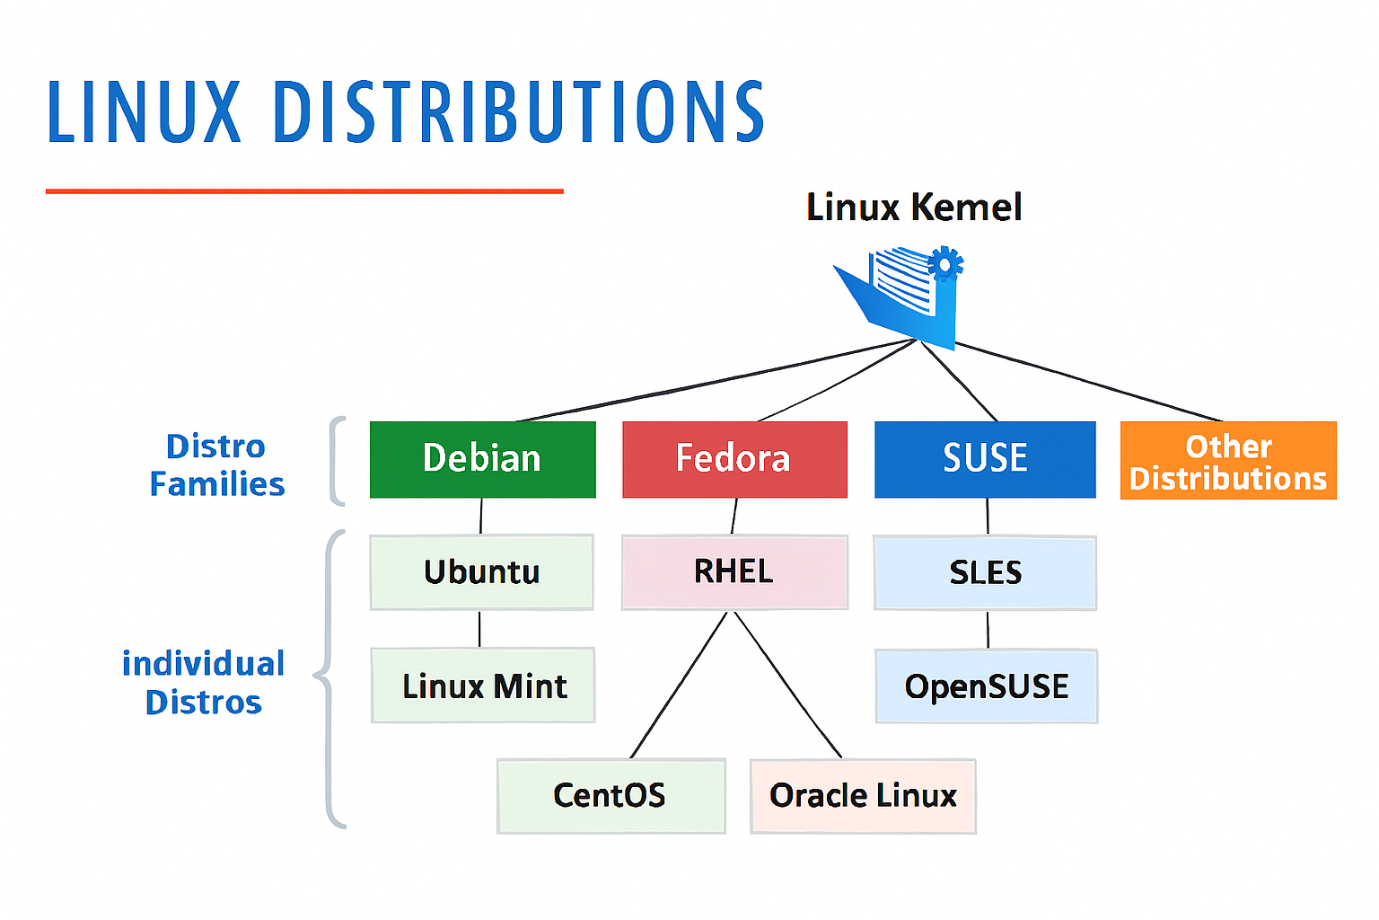 LINUX DISTRIBUTIONS
Linux Kemel
Distro
Families
Debian
Fedora
SUSE
Other
Distributions
individual
Distros
Ubuntu
RHEL
SLES
Linux Mint
OpenSUSE
CentOS
Oracle Linux